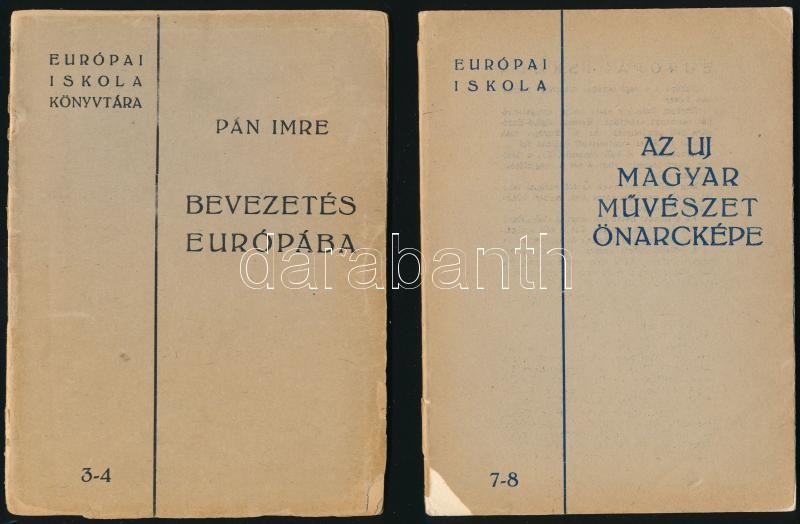 EURÓPAI
ISKOLA
KÖNYVTÁRA
PÁN IMRE
BEVEZETÉS
EURÓPÁBA
3-4
EURÓPAI
ISKOLA
AZ UJ
MAGYAR
MŰVÉSZET
ÖNARCKÉPE
7-8
darabanth